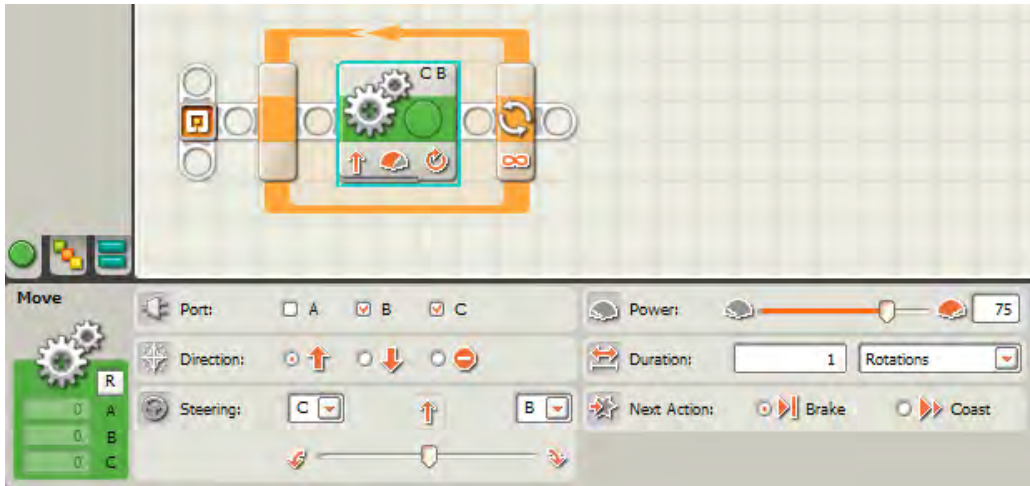 C B
Move
Port: A B C
Power: 75
R
Direction:
Duration: 1 Rotations
0 A
Steering: C B
Next Action: Brake Coast
0 B
0 C